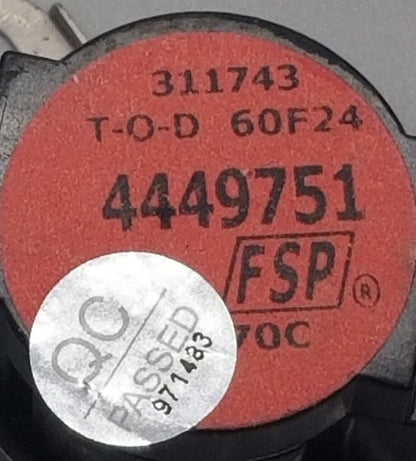 311743
T-O-D 60F24
4449751
FSP®
70C
QC
PASSED
971483